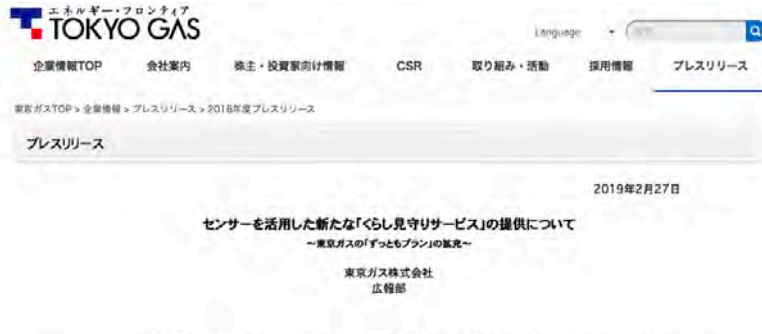 エネルギー・フロンティア
TOKYO GAS
Language
企業情報TOP 会社案内 株主・投資家向け情報 CSR 取り組み・活動 採用情報 プレスリリース
東京ガスTOP > 企業情報 > プレスリリース > 2018年度プレスリリース
プレスリリース
2019年2月27日
センサーを活用した新たな「くらし見守りサービス」の提供について
～東京ガスの「ずっともプラン」の拡充～
東京ガス株式会社
広報部